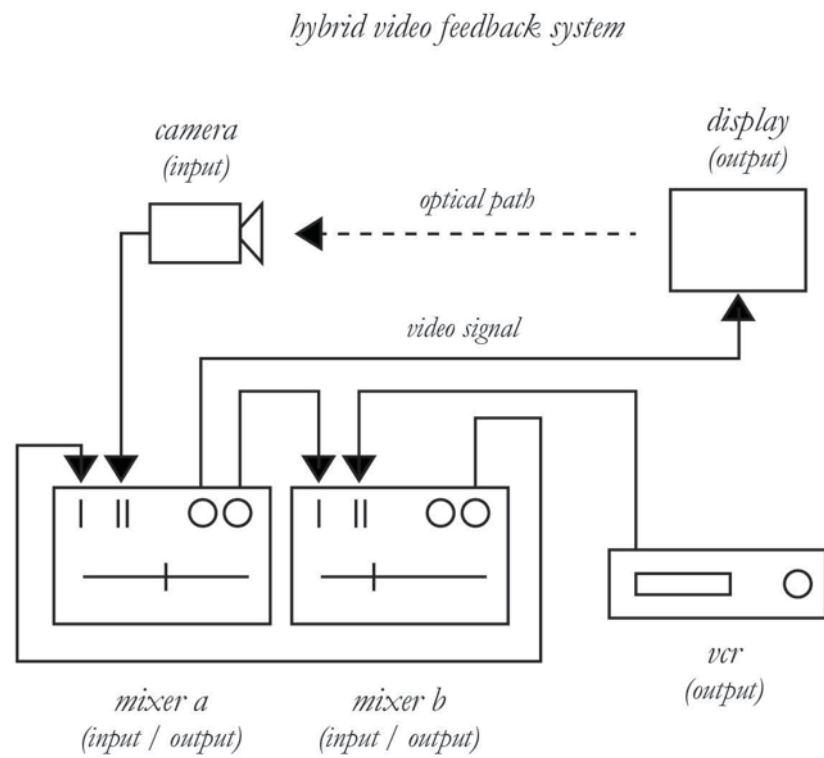 hybrid video feedback system
camera
(input)
display
(output)
optical path
video signal
I
II
I
II
mixer a
(input / output)
mixer b
(input / output)
vcr
(output)